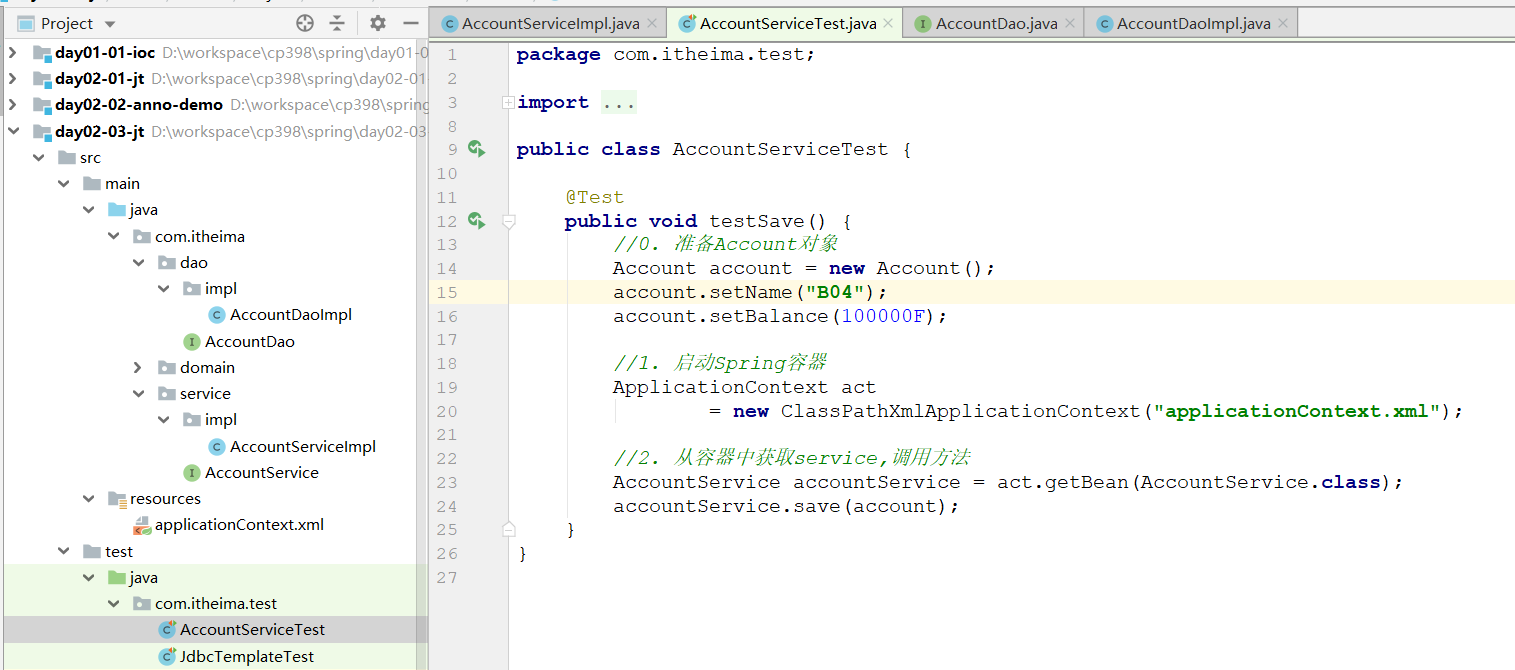 Project
AccountServiceImpl.java
AccountServiceTest.java
AccountDao.java
AccountDaoImpl.java
day01-01-ioc D:\workspace\cp398\spring\day01-0
day02-01-jt D:\workspace\cp398\spring\day02-01
day02-02-anno-demo D:\workspace\cp398\spring
day02-03-jt D:\workspace\cp398\spring\day02-03
src
main
java
com.itheima
dao
impl
AccountDaoImpl
AccountDao
domain
service
impl
AccountServiceImpl
AccountService
resources
applicationContext.xml
test
java
com.itheima.test
AccountServiceTest
JdbcTemplateTest
1 package com.itheima.test;
2
3 import ...
8
9 public class AccountServiceTest {
10
11 @Test
12 public void testSave() {
13 //0. 准备Account对象
14 Account account = new Account();
15 account.setName("B04");
16 account.setBalance(100000F);
17
18 //1. 启动Spring容器
19 ApplicationContext act
20 = new ClassPathXmlApplicationContext("applicationContext.xml");
21
22 //2. 从容器中获取service,调用方法
23 AccountService accountService = act.getBean(AccountService.class);
24 accountService.save(account);
25 }
26 }
27